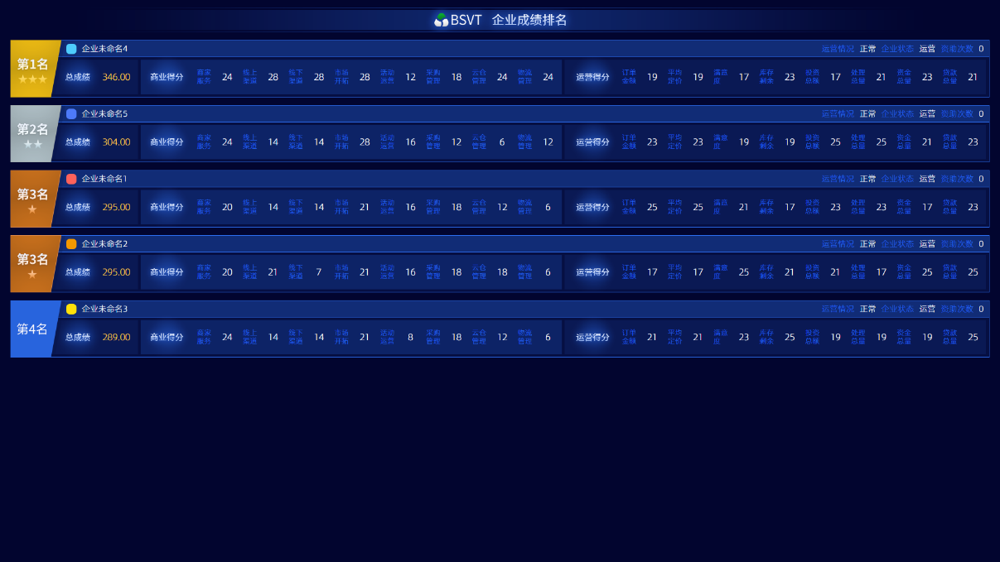 BSVT 企业成绩排名
第1名 企业未命名4 运营情况 正常 企业状态 运营 资助次数 0
总成绩 346.00 商业得分 商家服务 24 线上渠道 28 线下渠道 28 市场开拓 28 活动运营 12 采购管理 18 云仓管理 24 物流管理 24 运营得分 订单金额 19 平均定价 19 满意度 17 库存剩余 23 投资总额 17 处理总量 21 资金总量 23 贷款总量 21
第2名 企业未命名5 运营情况 正常 企业状态 运营 资助次数 0
总成绩 304.00 商业得分 商家服务 24 线上渠道 14 线下渠道 14 市场开拓 28 活动运营 16 采购管理 12 云仓管理 6 物流管理 12 运营得分 订单金额 23 平均定价 23 满意度 19 库存剩余 19 投资总额 25 处理总量 25 资金总量 21 贷款总量 23
第3名 企业未命名1 运营情况 正常 企业状态 运营 资助次数 0
总成绩 295.00 商业得分 商家服务 20 线上渠道 14 线下渠道 14 市场开拓 21 活动运营 16 采购管理 18 云仓管理 12 物流管理 12 运营得分 订单金额 25 平均定价 25 满意度 21 库存剩余 17 投资总额 23 处理总量 23 资金总量 17 贷款总量 23
第3名 企业未命名2 运营情况 正常 企业状态 运营 资助次数 0
总成绩 295.00 商业得分 商家服务 20 线上渠道 21 线下渠道 7 市场开拓 21 活动运营 16 采购管理 18 云仓管理 18 物流管理 6 运营得分 订单金额 17 平均定价 17 满意度 25 库存剩余 21 投资总额 21 处理总量 17 资金总量 25 贷款总量 25
第4名 企业未命名3 运营情况 正常 企业状态 运营 资助次数 0
总成绩 289.00 商业得分 商家服务 24 线上渠道 14 线下渠道 14 市场开拓 21 活动运营 8 采购管理 18 云仓管理 12 物流管理 6 运营得分 订单金额 21 平均定价 21 满意度 23 库存剩余 25 投资总额 19 处理总量 19 资金总量 19 贷款总量 25